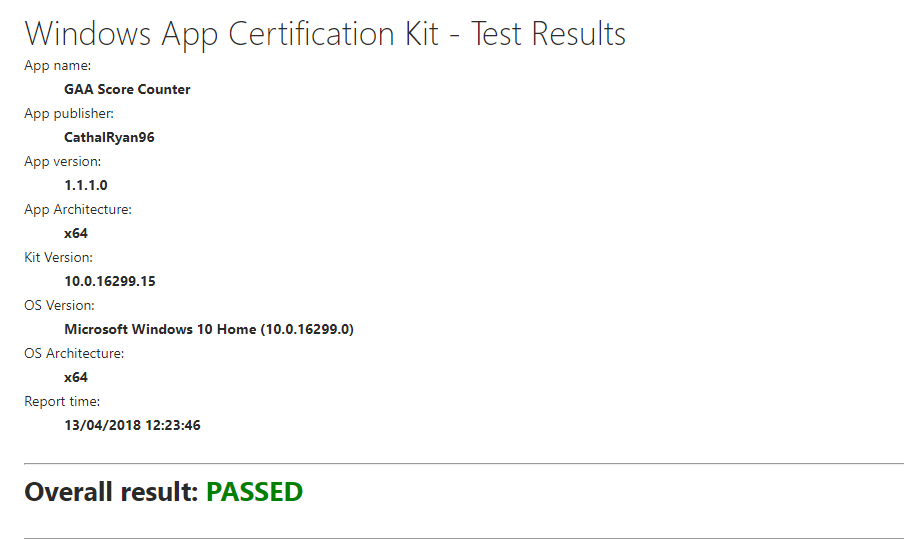 Windows App Certification Kit - Test Results
App name:
GAA Score Counter
App publisher:
CathalRyan96
App version:
1.1.1.0
App Architecture:
x64
Kit Version:
10.0.16299.15
OS Version:
Microsoft Windows 10 Home (10.0.16299.0)
OS Architecture:
x64
Report time:
13/04/2018 12:23:46
Overall result: PASSED